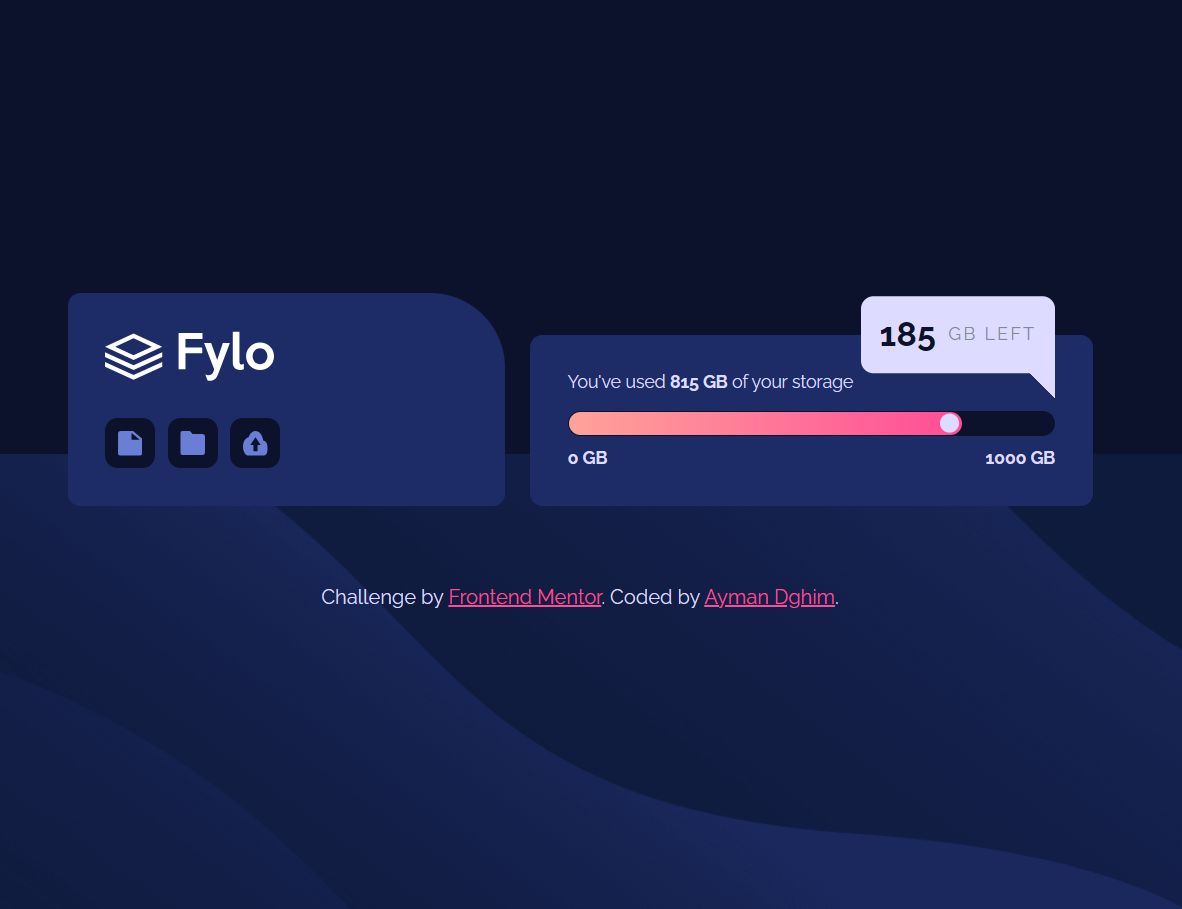 Fylo
185 GB LEFT
You've used 815 GB of your storage
0 GB
1000 GB
Challenge by Frontend Mentor. Coded by Ayman Dghim.